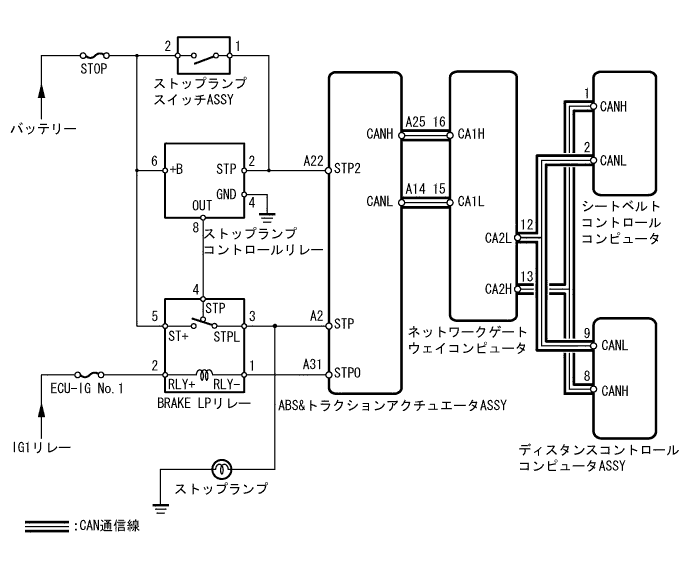 2
1
STOP
ストップランプ
スイッチASSY
バッテリー
6
+B
STP
2
GND
4
OUT
8
ストップランプ
コントロールリレー
4
STP
5
ST+
STPL
3
2
RLY+
RLY-
1
ECU-IG No.1
BRAKE LPリレー
IG1リレー
ストップランプ
A22
STP2
A2
STP
A31
STPO
CANH
A25
16
CA1H
CANL
A14
15
CA1L
ABS&トラクションアクチュエータASSY
CA2L
12
CA2H
13
ネットワークゲート
ウェイコンピュータ
1
CANH
2
CANL
シートベルト
コントロール
コンピュータ
9
CANL
8
CANH
ディスタンスコントロール
コンピュータASSY
:CAN通信線